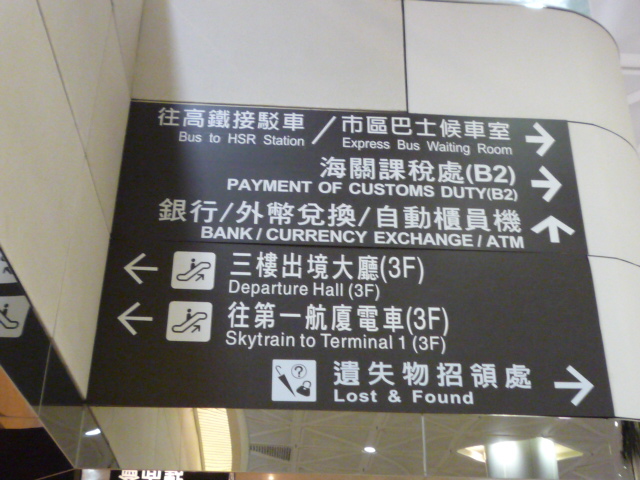 往高鐵接駁車/市區巴士候車室
Bus to HSR Station Express Bus Waiting Room
海關課稅處(B2)
PAYMENT OF CUSTOMS DUTY(B2)
銀行/外幣兌換/自動櫃員機
BANK/CURRENCY EXCHANGE/ATM
三樓出境大廳(3F)
Departure Hall (3F)
往第一航廈電車(3F)
Skytrain to Terminal 1 (3F)
遺失物招領處
Lost & Found